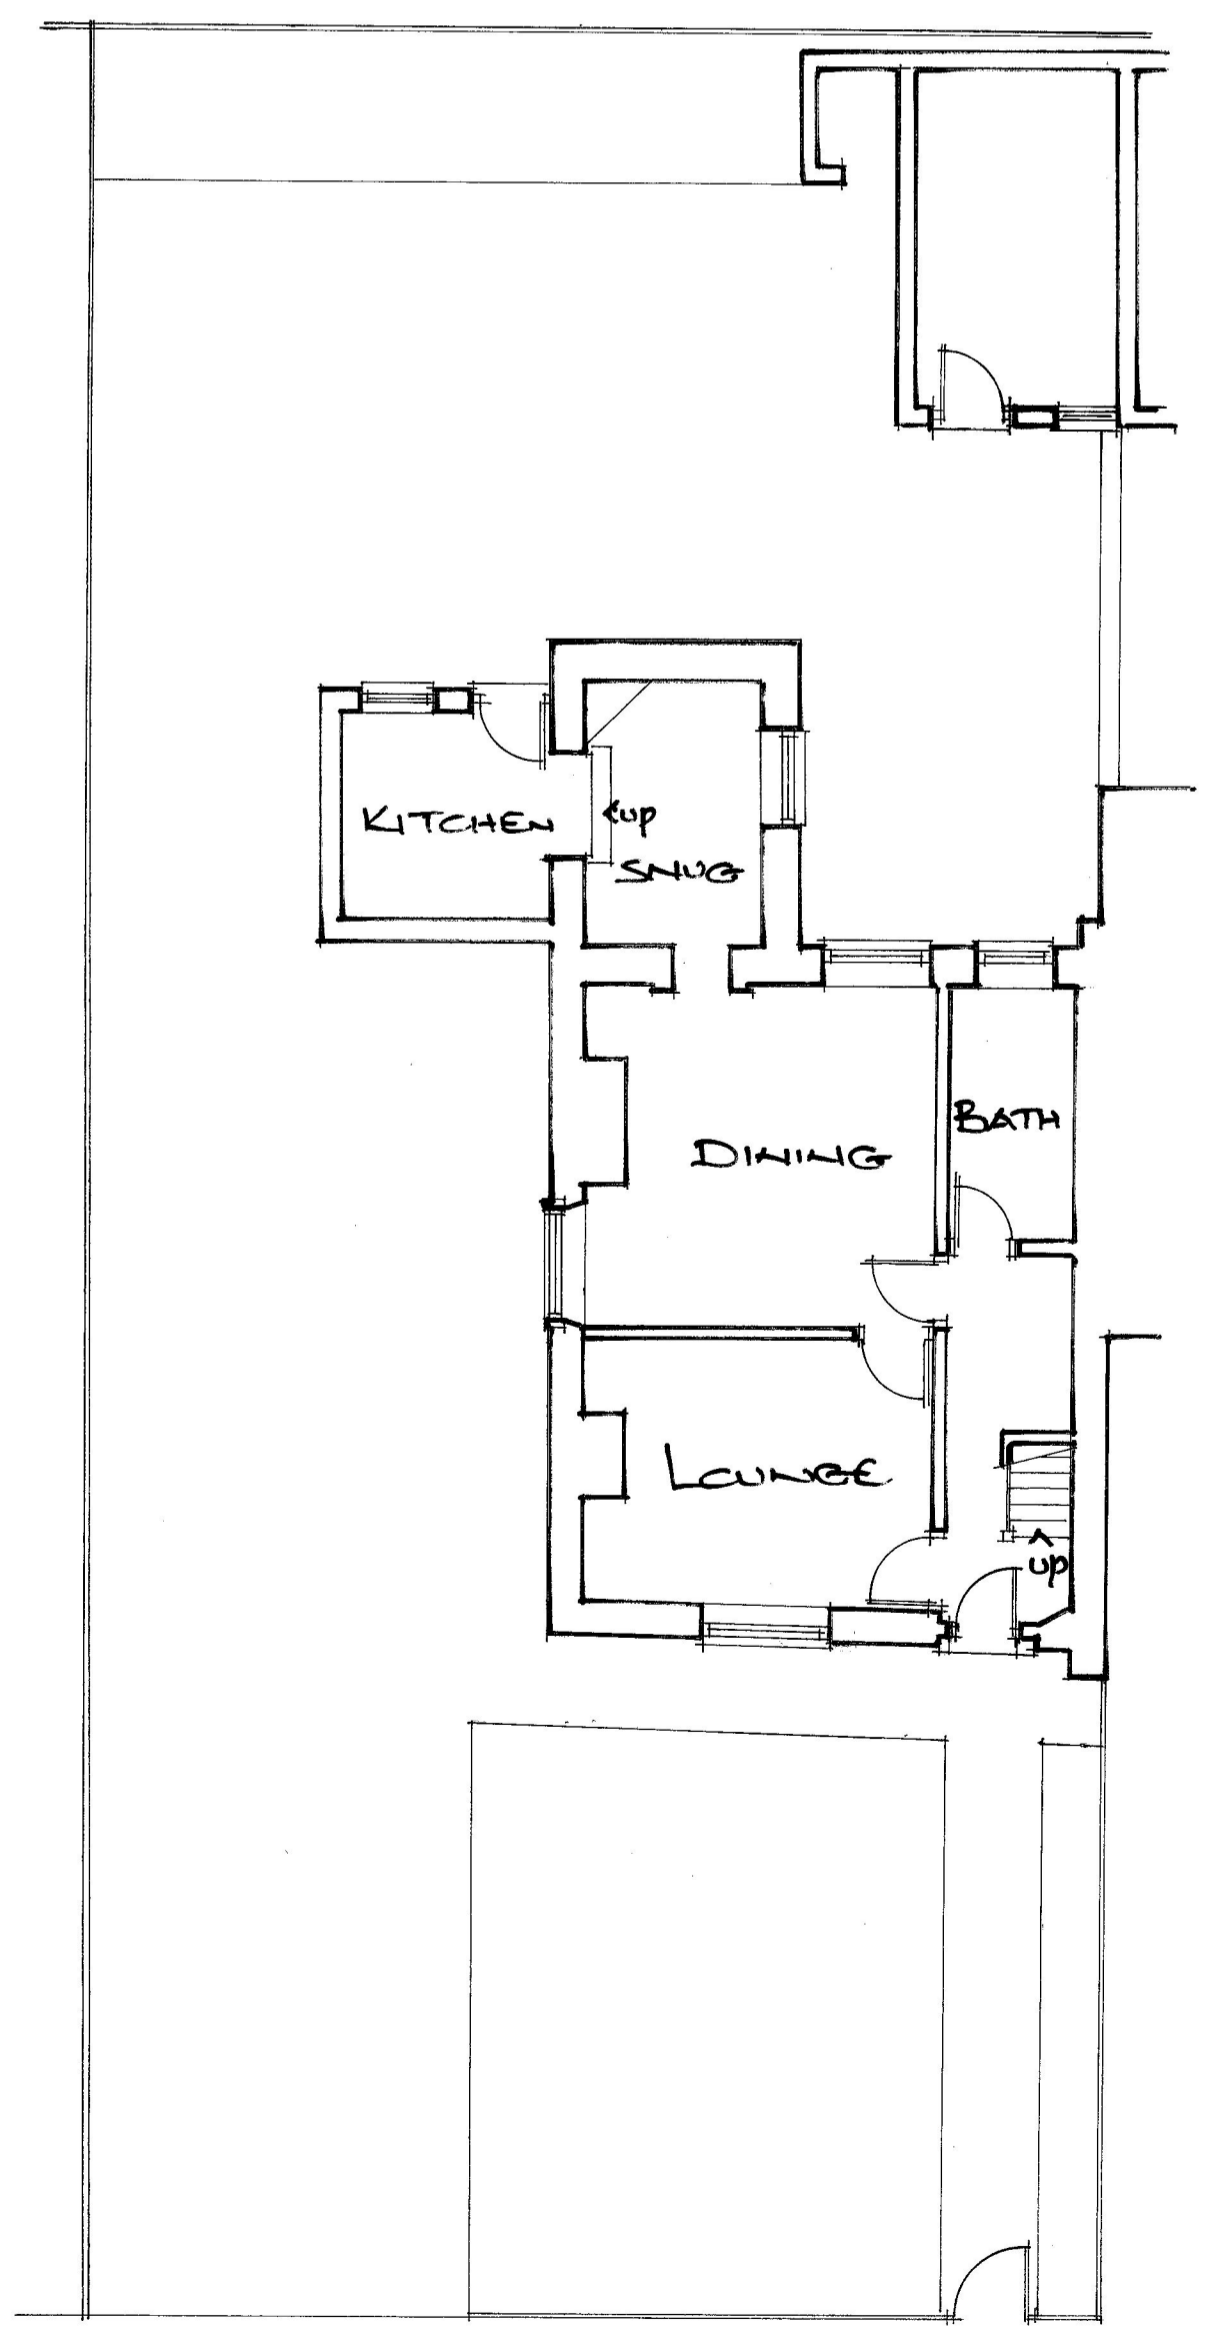 KITCHEN
<up
SNUG
BATH
DINING
LOUNGE
^
up